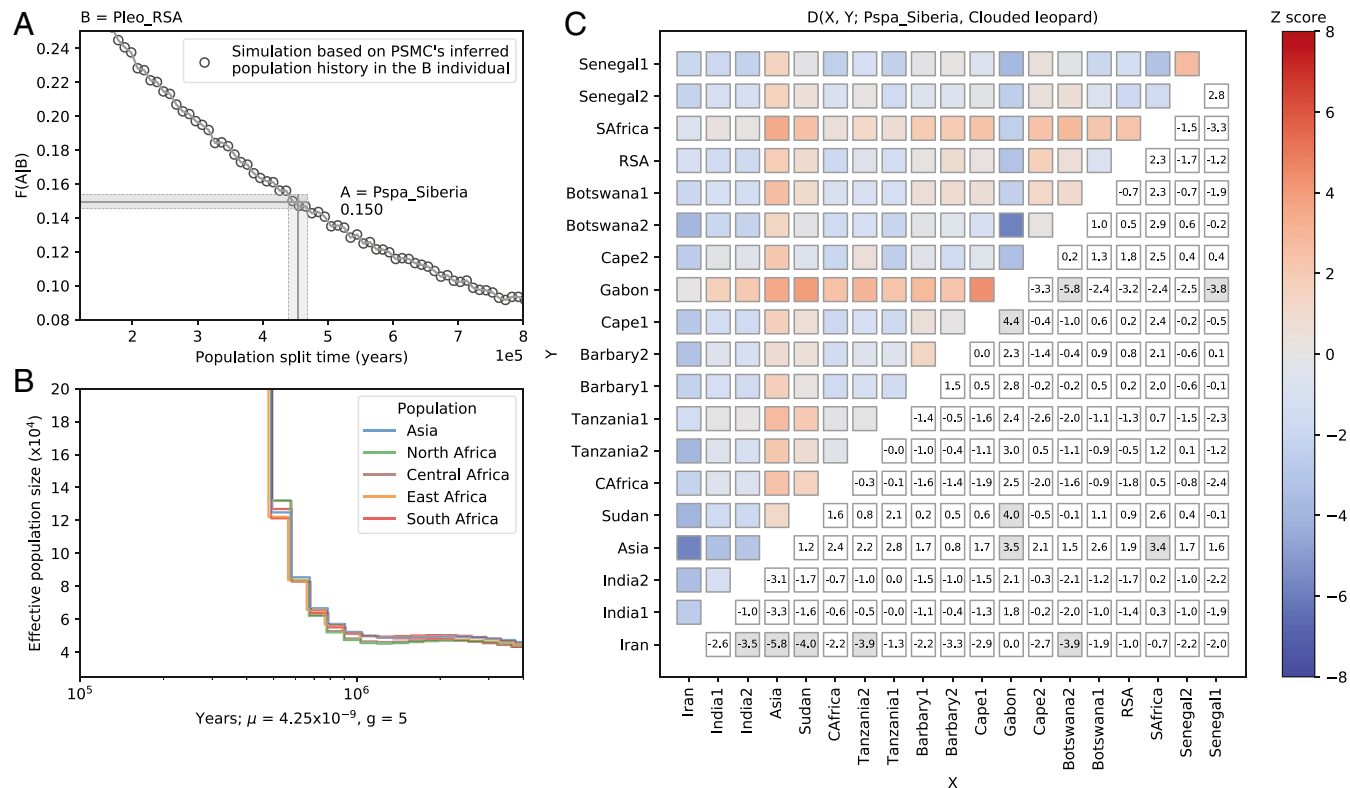 A
B = Pleo_RSA
Simulation based on PSMC's inferred
population history in the B individual
0.24
0.22
0.20
0.18
0.16
0.14
0.12
0.10
0.08
F(A|B)
A = Pspa_Siberia
0.150
2 3 4 5 6 7 8
1e5
Population split time (years)
B
20
18
16
14
12
10
8
6
4
Effective population size (x10⁴)
Population
Asia
North Africa
Central Africa
East Africa
South Africa
10⁵ 10⁶
Years; μ = 4.25x10⁻⁹, g = 5
C
D(X, Y; Pspa_Siberia, Clouded leopard)
Y
Senegal1
Senegal2 2.8
SAfrica -1.5 -3.3
RSA 2.3 -1.7 -1.2
Botswana1 -0.7 2.3 -0.7 -1.9
Botswana2 1.0 0.5 2.9 0.6 -0.2
Cape2 0.2 1.3 1.8 2.5 0.4 0.4
Gabon -3.3 -5.8 -2.4 -3.2 -2.4 -2.5 -3.8
Cape1 4.4 -0.4 -1.0 0.6 0.2 2.4 -0.2 -0.5
Barbary2 0.0 2.3 -1.4 -0.4 0.9 0.8 2.1 -0.6 0.1
Barbary1 1.5 0.5 2.8 -0.2 -0.2 0.5 0.2 2.0 -0.6 -0.1
Tanzania1 -1.4 -0.5 -1.6 2.4 -2.6 -2.0 -1.1 -1.3 0.7 -1.5 -2.3
Tanzania2 -0.0 -1.0 -0.4 -1.1 3.0 0.5 -1.1 -0.9 -0.5 1.2 0.1 -1.2
CAfrica -0.3 -0.1 -1.6 -1.4 -1.9 2.5 -2.0 -1.6 -0.9 -1.8 0.5 -0.8 -2.4
Sudan 1.6 0.8 2.1 0.2 0.5 0.6 4.0 -0.5 -0.1 1.1 0.9 2.6 0.4 -0.1
Asia 1.2 2.4 2.2 2.8 1.7 0.8 1.7 3.5 2.1 1.5 2.6 1.9 3.4 1.7 1.6
India2 -3.1 -1.7 -0.7 -1.0 0.0 -1.5 -1.0 -1.5 2.1 -0.3 -2.1 -1.2 -1.7 0.2 -1.0 -2.2
India1 -1.0 -3.3 -1.6 -0.6 -0.5 -0.0 -1.1 -0.4 -1.3 1.8 -0.2 -2.0 -1.0 -1.4 0.3 -1.0 -1.9
Iran -2.6 -3.5 -5.8 -4.0 -2.2 -3.9 -1.3 -2.2 -2.2 -2.9 0.0 -2.7 -3.9 -1.9 -1.0 -0.7 -2.2 -2.0
Iran India1 India2 Asia Sudan CAfrica Tanzania2 Tanzania1 Barbary1 Barbary2 Cape1 Gabon Cape2 Botswana2 Botswana1 RSA SAfrica Senegal2 Senegal1
X
Z score
8
6
4
2
0
−2
−4
−6
−8